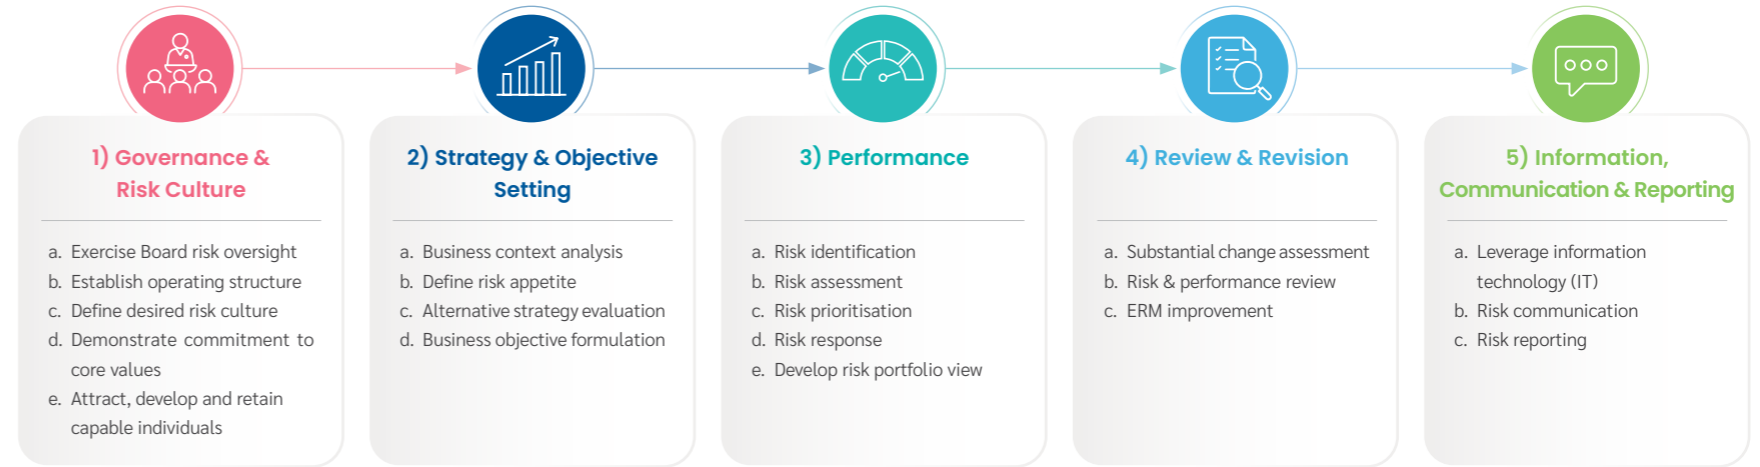 1) Governance &
Risk Culture
a. Exercise Board risk oversight
b. Establish operating structure
c. Define desired risk culture
d. Demonstrate commitment to
core values
e. Attract, develop and retain
capable individuals
2) Strategy & Objective
Setting
a. Business context analysis
b. Define risk appetite
c. Alternative strategy evaluation
d. Business objective formulation
3) Performance
a. Risk identification
b. Risk assessment
c. Risk prioritisation
d. Risk response
e. Develop risk portfolio view
4) Review & Revision
a. Substantial change assessment
b. Risk & performance review
c. ERM improvement
5) Information,
Communication & Reporting
a. Leverage information
technology (IT)
b. Risk communication
c. Risk reporting